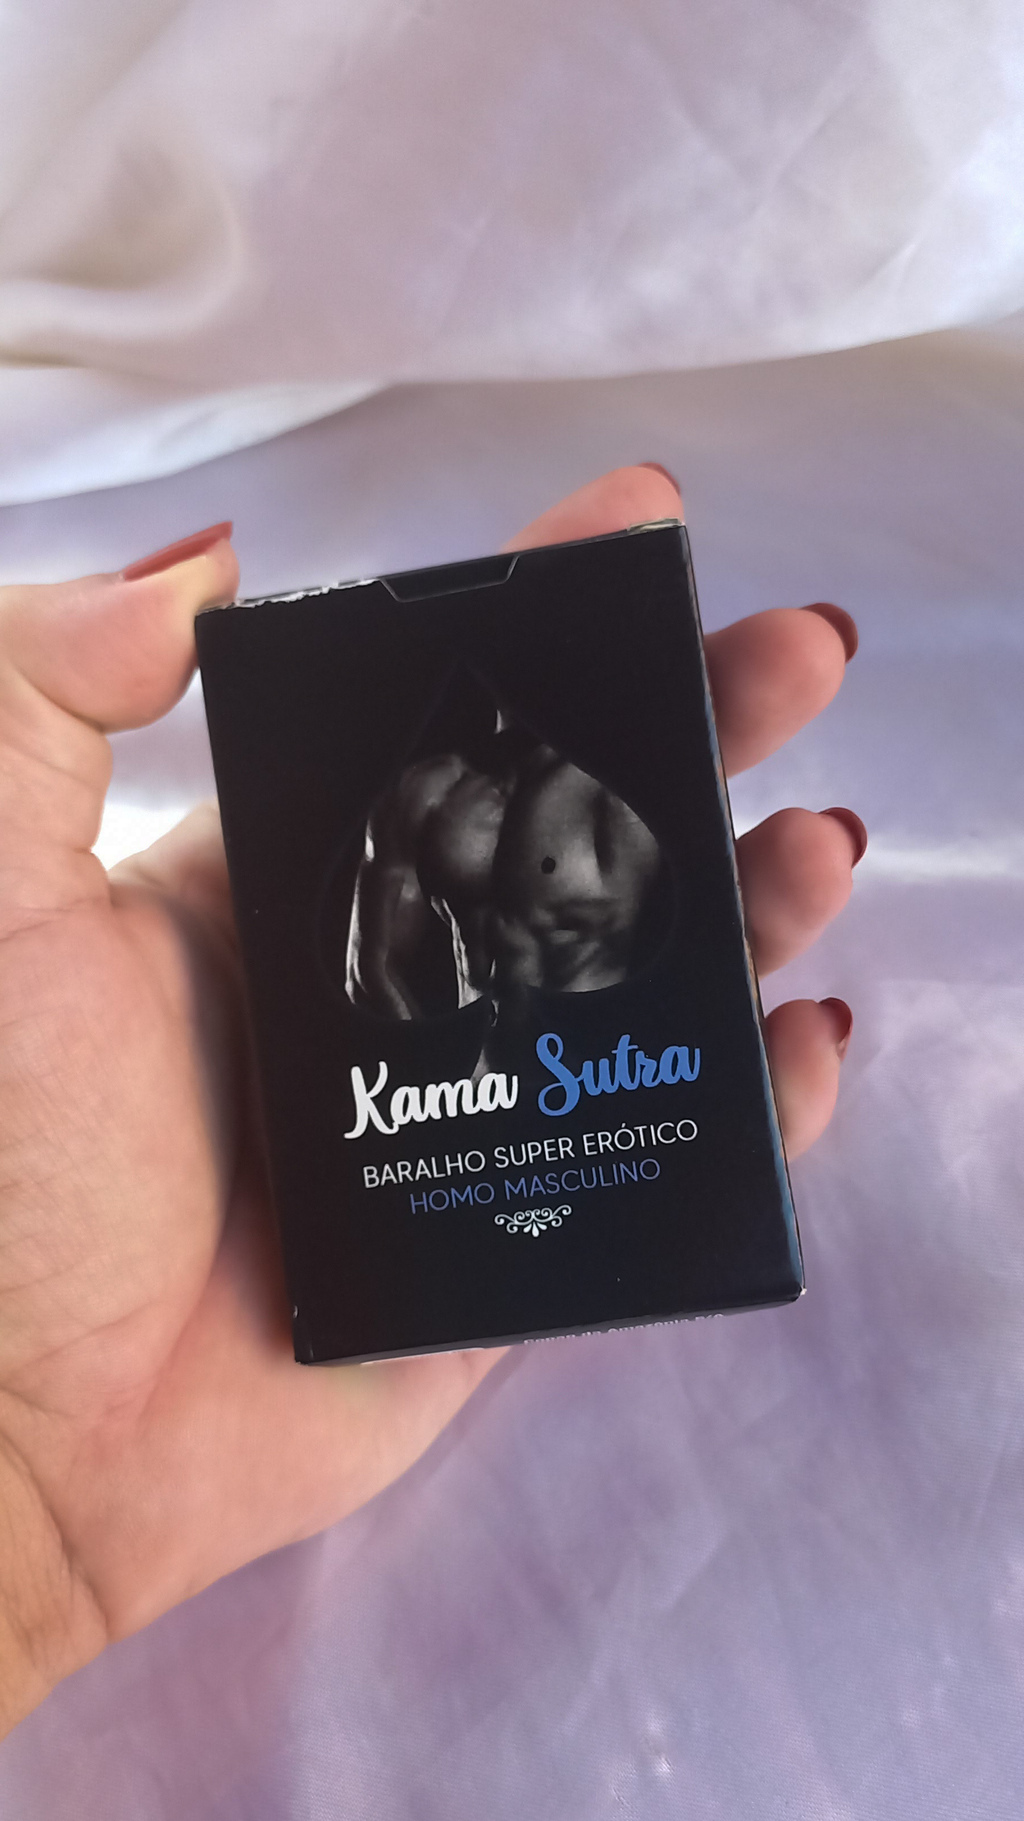 Kama Sutra
BARALHO SUPER ERÓTICO
HOMO MASCULINO